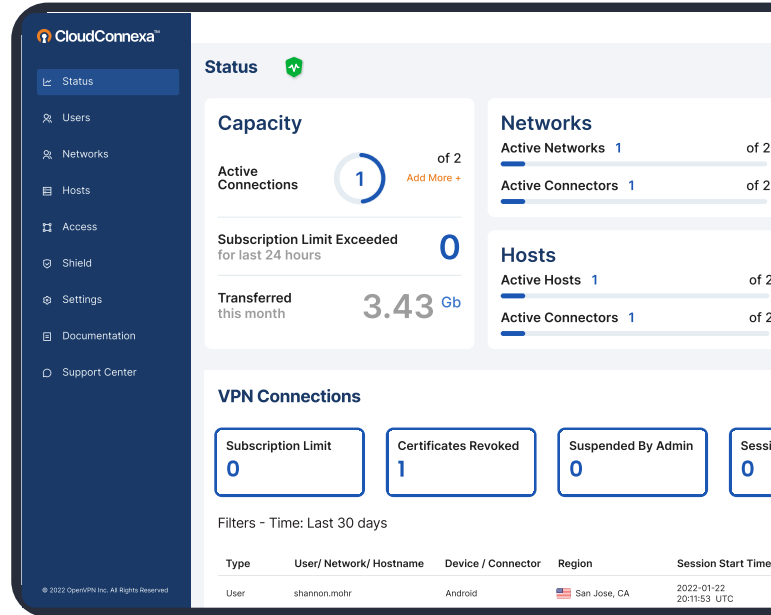 CloudConnexa™
Status
Users
Networks
Hosts
Access
Shield
Settings
Documentation
Support Center
© 2022 OpenVPN Inc. All Rights Reserved
Status
Capacity
Active
Connections
1
of 2
Add More +
Subscription Limit Exceeded
for last 24 hours
0
Transferred
this month
3.43 Gb
Networks
Active Networks 1 of 2
Active Connectors 1 of 2
Hosts
Active Hosts 1 of 2
Active Connectors 1 of 2
VPN Connections
Subscription Limit
0
Certificates Revoked
1
Suspended By Admin
0
Sessi
0
Filters - Time: Last 30 days
Type User/ Network/ Hostname Device / Connector Region Session Start Time
User shannon.mohr Android San Jose, CA 2022-01-22
20:11:53 UTC